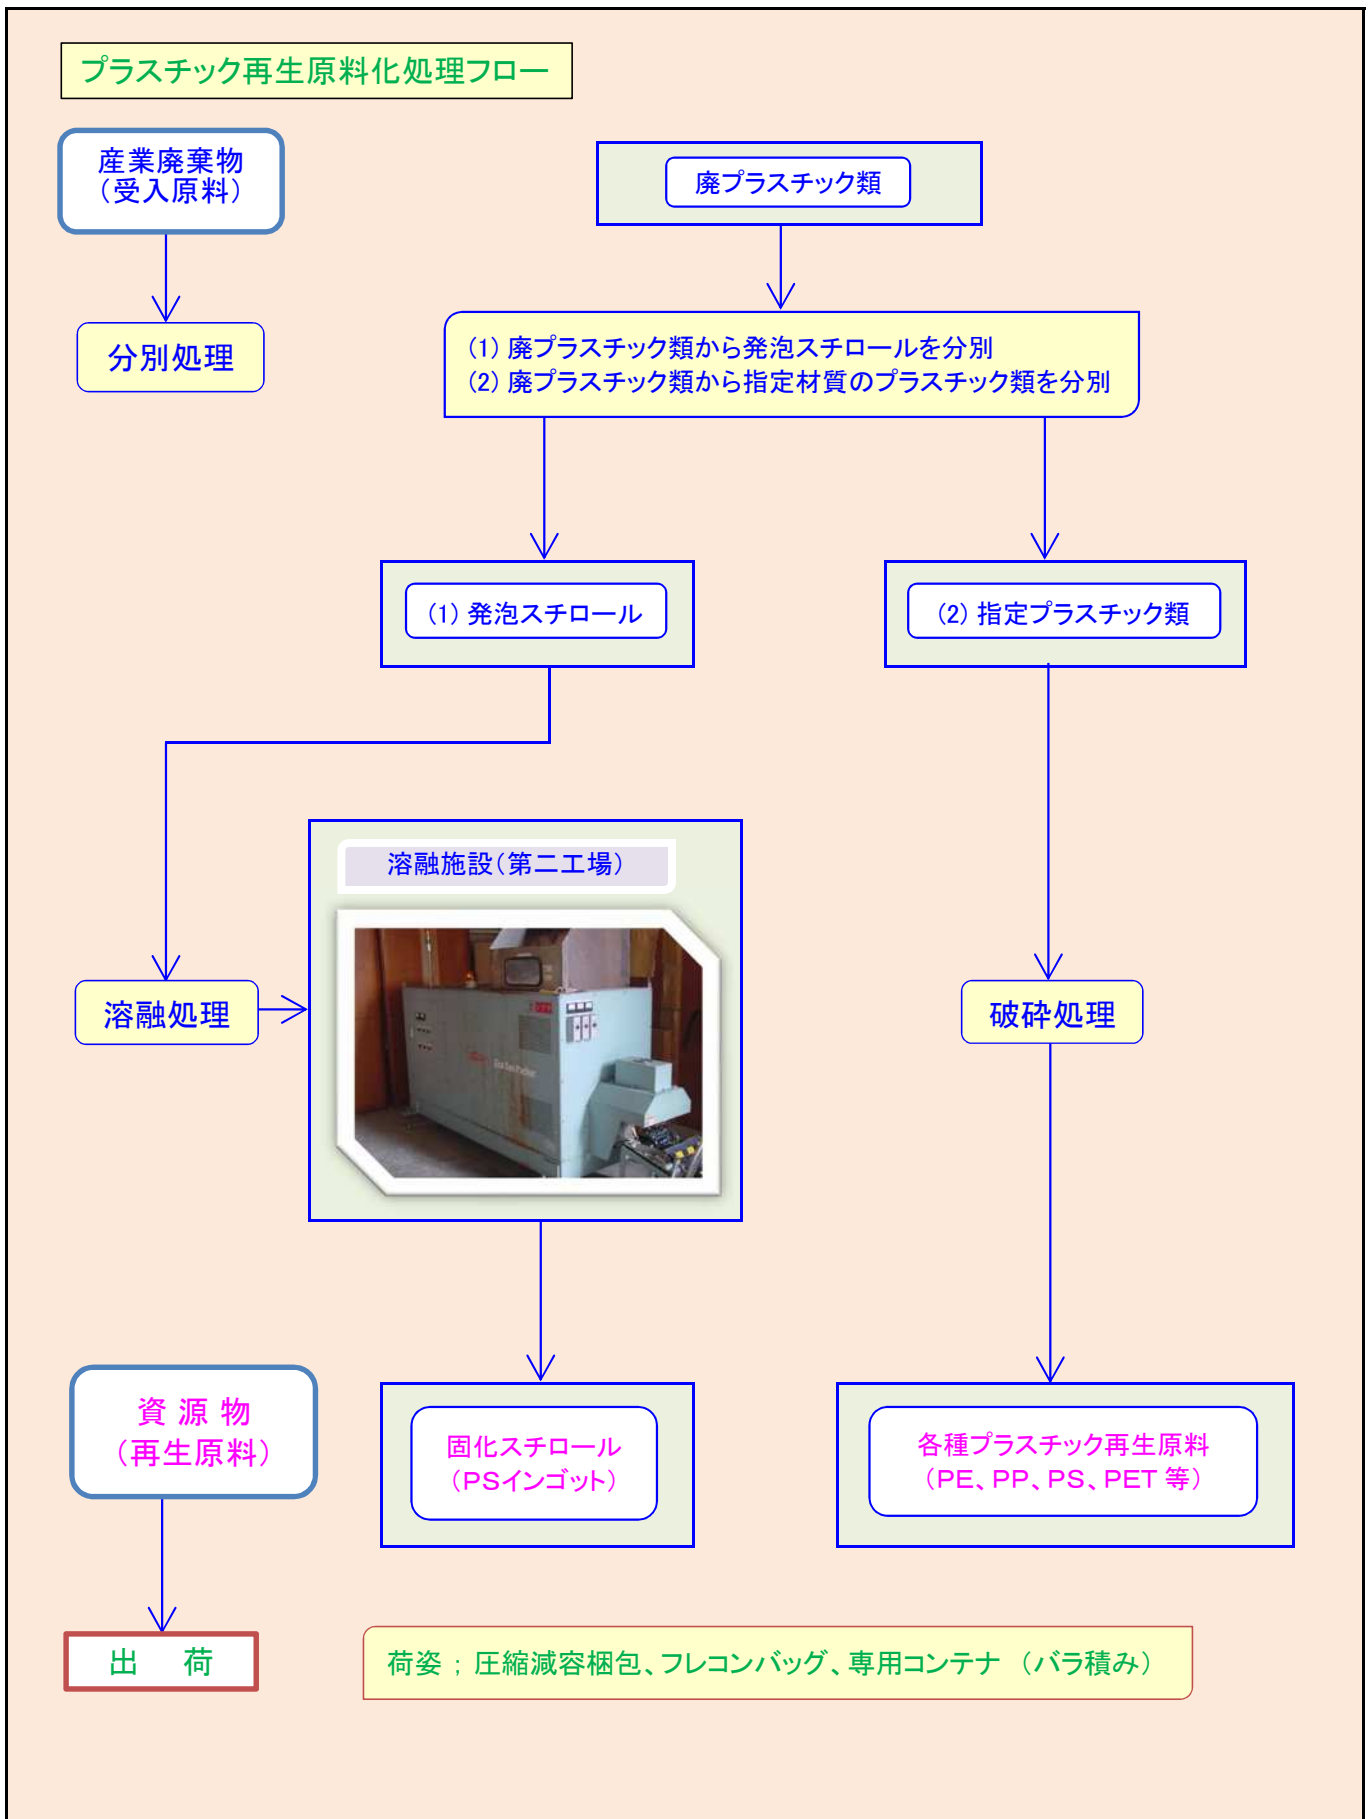 プラスチック再生原料化処理フロー
産業廃棄物
（受入原料）
廃プラスチック類
分別処理
(1) 廃プラスチック類から発泡スチロールを分別
(2) 廃プラスチック類から指定材質のプラスチック類を分別
(1) 発泡スチロール
(2) 指定プラスチック類
溶融施設（第二工場）
溶融処理
破砕処理
資 源 物
（再生原料）
固化スチロール
（PSインゴット）
各種プラスチック再生原料
（PE、PP、PS、PET 等）
出　荷
荷姿 ; 圧縮減容梱包、フレコンバッグ、専用コンテナ （バラ積み）